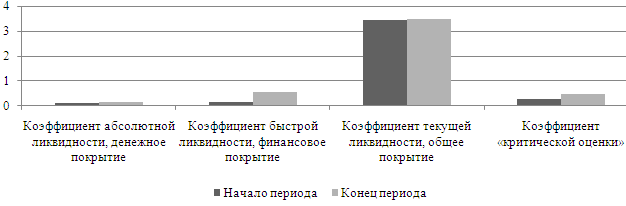 4
3
2
1
0
Коэффициент абсолютной
ликвидности, денежное
покрытие
Коэффициент быстрой
ликвидности, финансовое
покрытие
Коэффициент текущей
ликвидности, общее
покрытие
Коэффициент
«критической оценки»
Начало периода
Конец периода